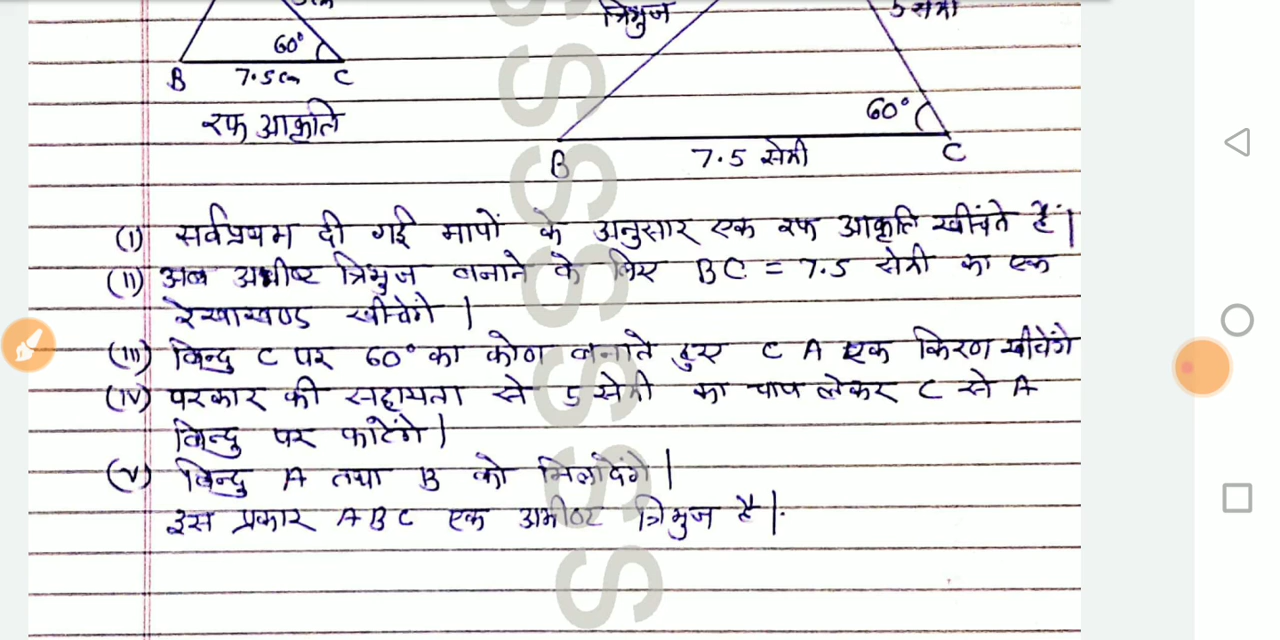 त्रिभुज
5 सेमी
60°
B 7.5cm C
60°
रफ आकृति
B 7.5 सेमी C
(I) सर्वप्रथम दी गई मापों के अनुसार एक रफ आकृति खींचते हैं|
(II) अब अभीष्ट त्रिभुज बनाने के लिए BC = 7.5 सेमी का एक
रेखाखण्ड खीचेगे |
(III) बिन्दु C पर 60° का कोण बनाते हुए C A एक किरण खीचेंगे
(IV) परकार की सहायता से 5 सेमी का चाप लेकर C से A
बिन्दु पर काटेंगे|
(V) बिन्दु A तथा B को मिलादेंगे |
इस प्रकार ABC एक अभीष्ट त्रिभुज है |.